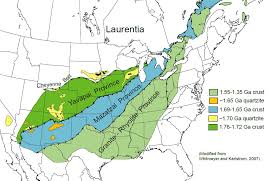 Laurentia
Cheyenne Belt
Yavapai Province
Mazatzal Province
Granite-Rhyolite Province
1.55-1.35 Ga crust
~1.65 Ga quartzite
1.69-1.65 Ga crust
~1.70 Ga quartzite
1.76-1.72 Ga crust
(Modified from
Whitmeyer and Karlstrom, 2007)